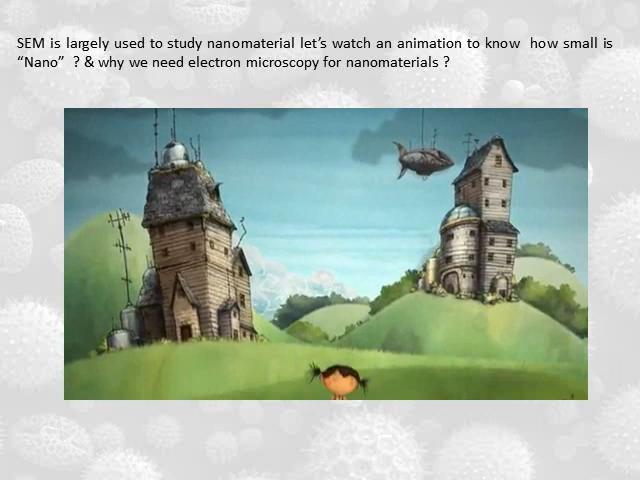 SEM is largely used to study nanomaterial let’s watch an animation to know how small is
“Nano” ? & why we need electron microscopy for nanomaterials ?